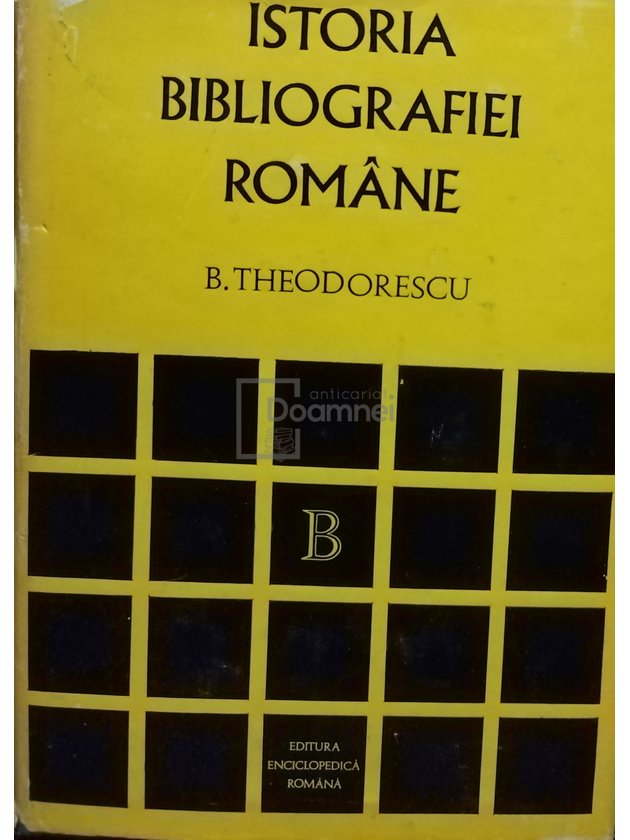 ISTORIA
BIBLIOGRAFIEI
ROMÂNE
B. THEODORESCU
anticariat
Doamnei
B
EDITURA
ENCICLOPEDICĂ
ROMÂNĂ